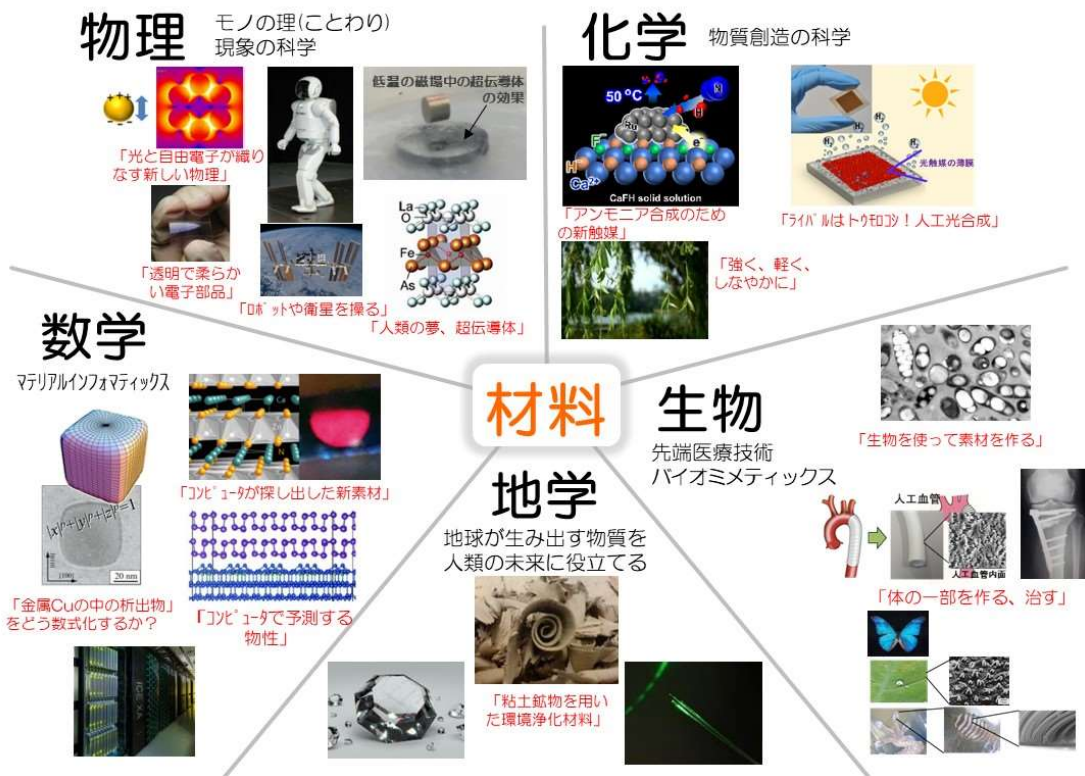 物理
モノの理(ことわり)
現象の科学
低温の磁場中の超伝導体
の効果
「光と自由電子が織り
なす新しい物理」
「透明で柔らか
い電子部品」
「ロボットや衛星を操る」
La
O
Fe
As
「人類の夢、超伝導体」
化学
物質創造の科学
50 °C
Ru
F⁻
e⁻
H⁻
Ca²⁺
CaFH solid solution
「アンモニア合成のため
の新触媒」
H₂
H₂
H₂
光触媒の薄膜
「ライバルはトウモロコシ！人工光合成」
「強く、軽く、
しなやかに」
数学
マテリアルインフォマティックス
|x|ᵖ+|y|ᵖ+|z|ᵖ=1
20 nm
「金属Cuの中の析出物」
をどう数式化するか？
「コンピュータが探し出した新素材」
「コンピュータで予測する
物性」
材料
生物
先端医療技術
バイオミメティックス
「生物を使って素材を作る」
人工血管
人工血管内面
「体の一部を作る、治す」
地学
地球が生み出す物質を
人類の未来に役立てる
「粘土鉱物を用い
た環境浄化材料」